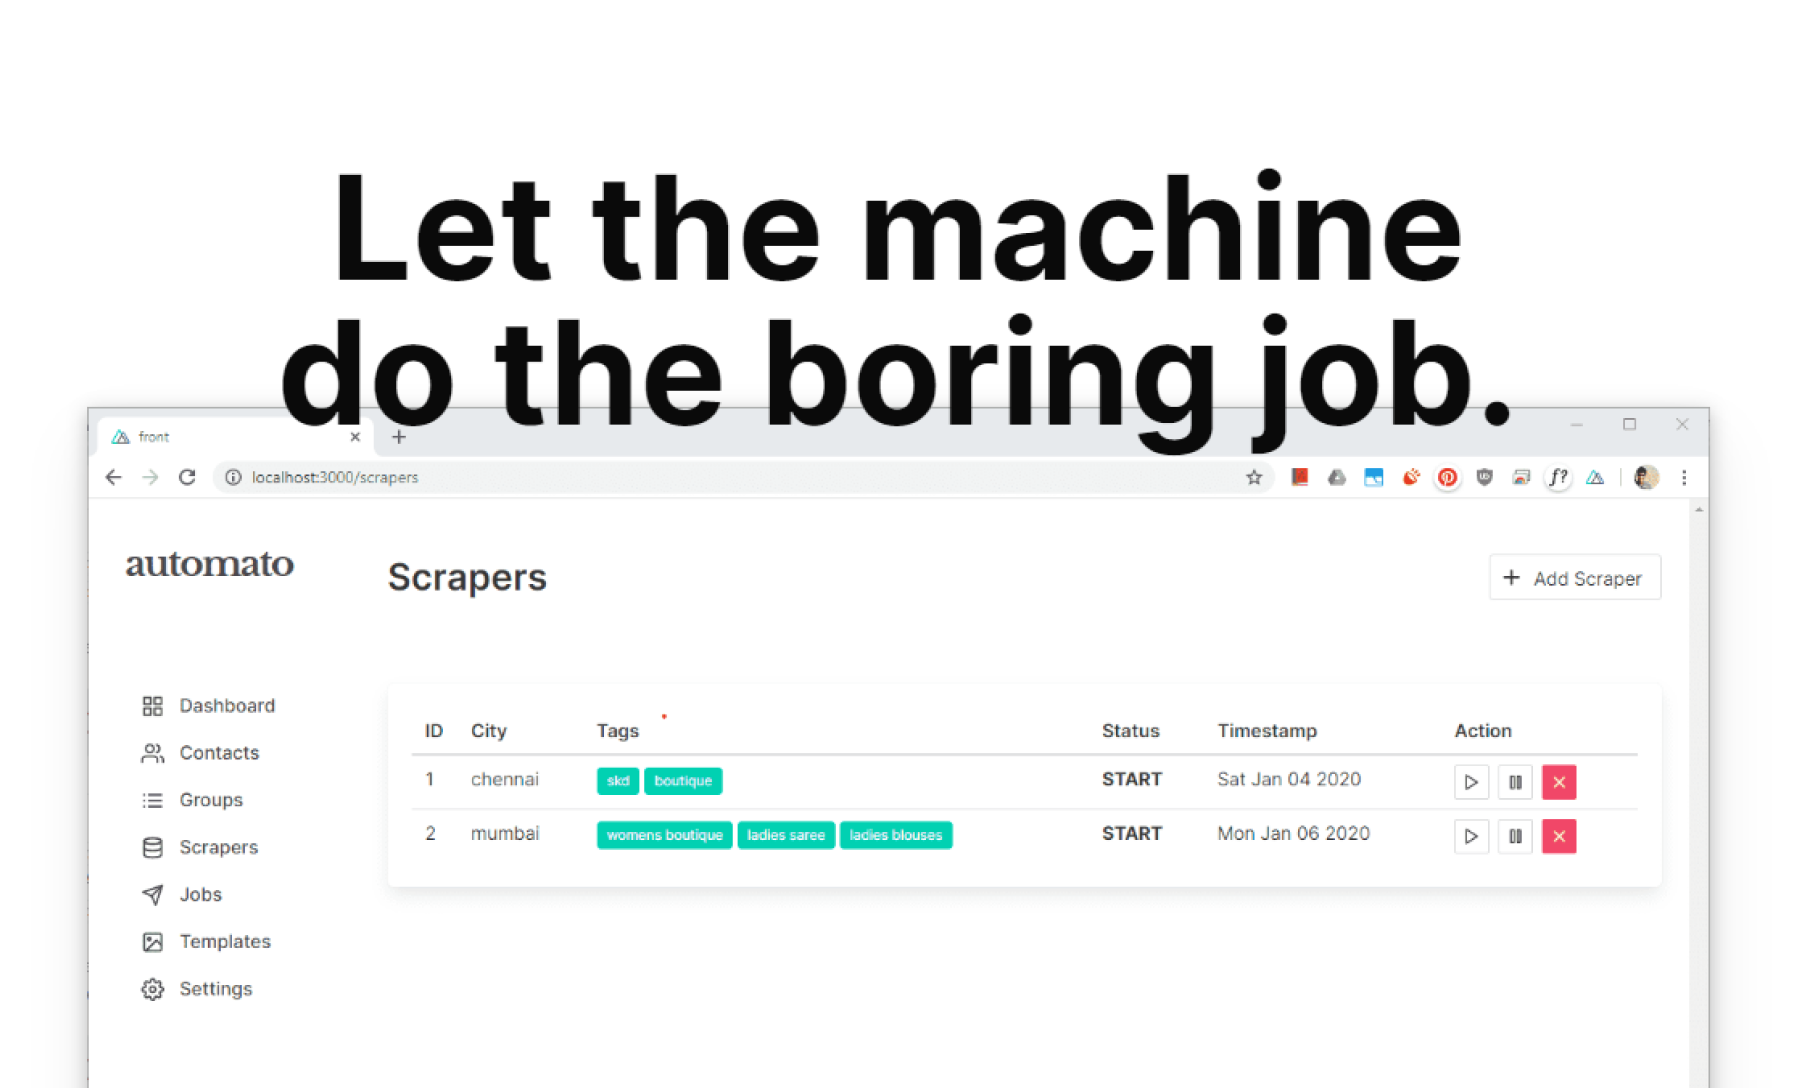 Let the machine
do the boring job.
front
localhost:3000/scrapers
f?
automato
Scrapers
+ Add Scraper
Dashboard
Contacts
Groups
Scrapers
Jobs
Templates
Settings
ID City Tags Status Timestamp Action
1 chennai skd boutique START Sat Jan 04 2020
2 mumbai womens boutique ladies saree ladies blouses START Mon Jan 06 2020